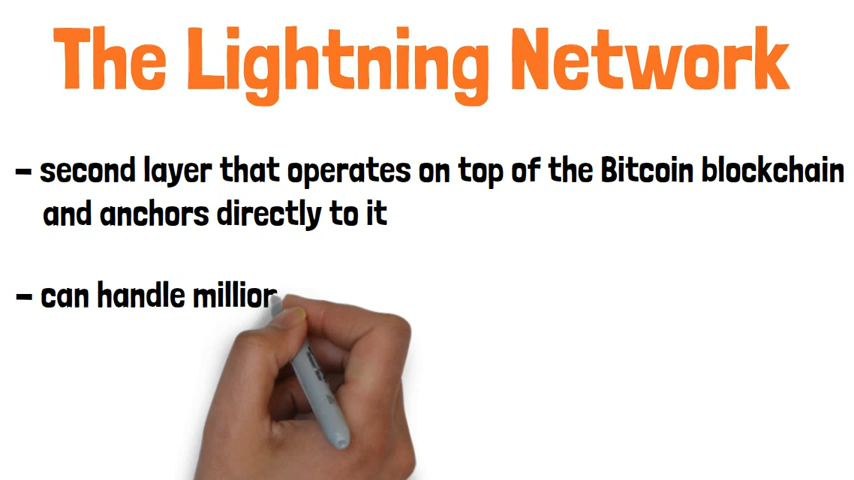 The Lightning Network
- second layer that operates on top of the Bitcoin blockchain
and anchors directly to it
- can handle million